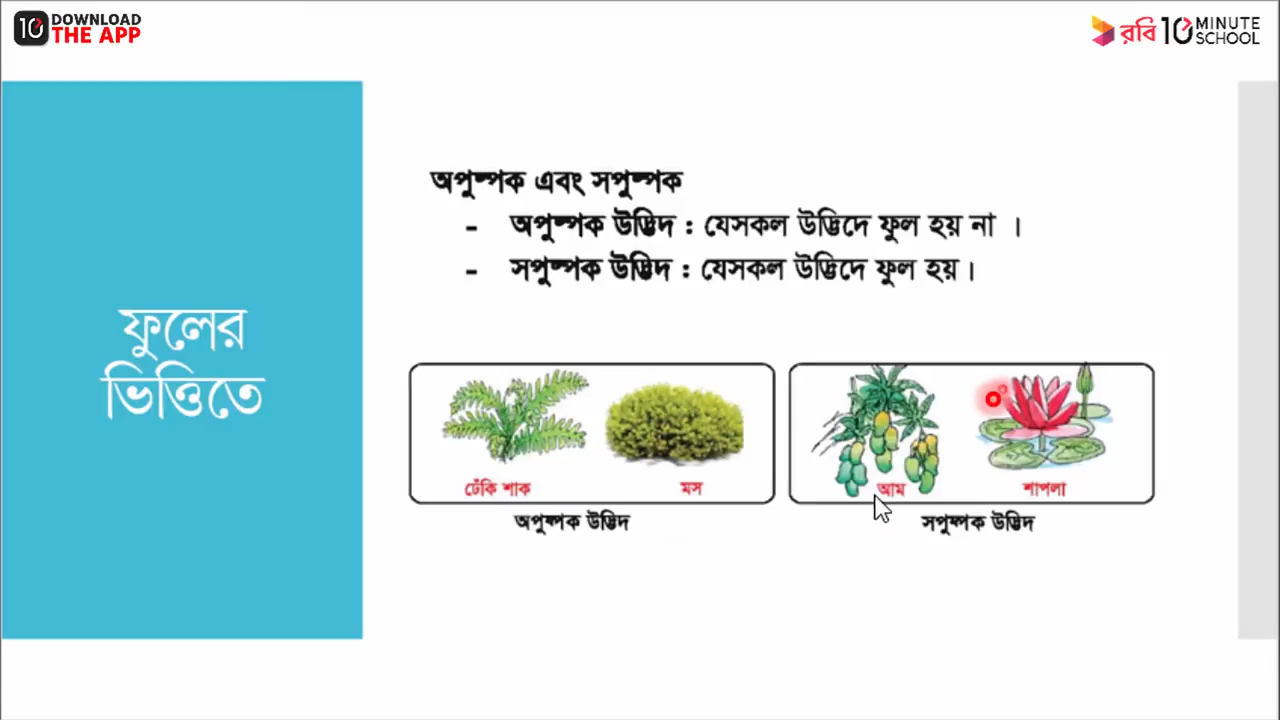 10 DOWNLOAD THE APP
রবি 10 MINUTE SCHOOL
ফুলের
ভিত্তিতে
অপুষ্পক এবং সপুষ্পক
- অপুষ্পক উদ্ভিদ : যেসকল উদ্ভিদে ফুল হয় না ।
- সপুষ্পক উদ্ভিদ : যেসকল উদ্ভিদে ফুল হয়।
ঢেঁকি শাক মস
আম শাপলা
অপুষ্পক উদ্ভিদ
সপুষ্পক উদ্ভিদ